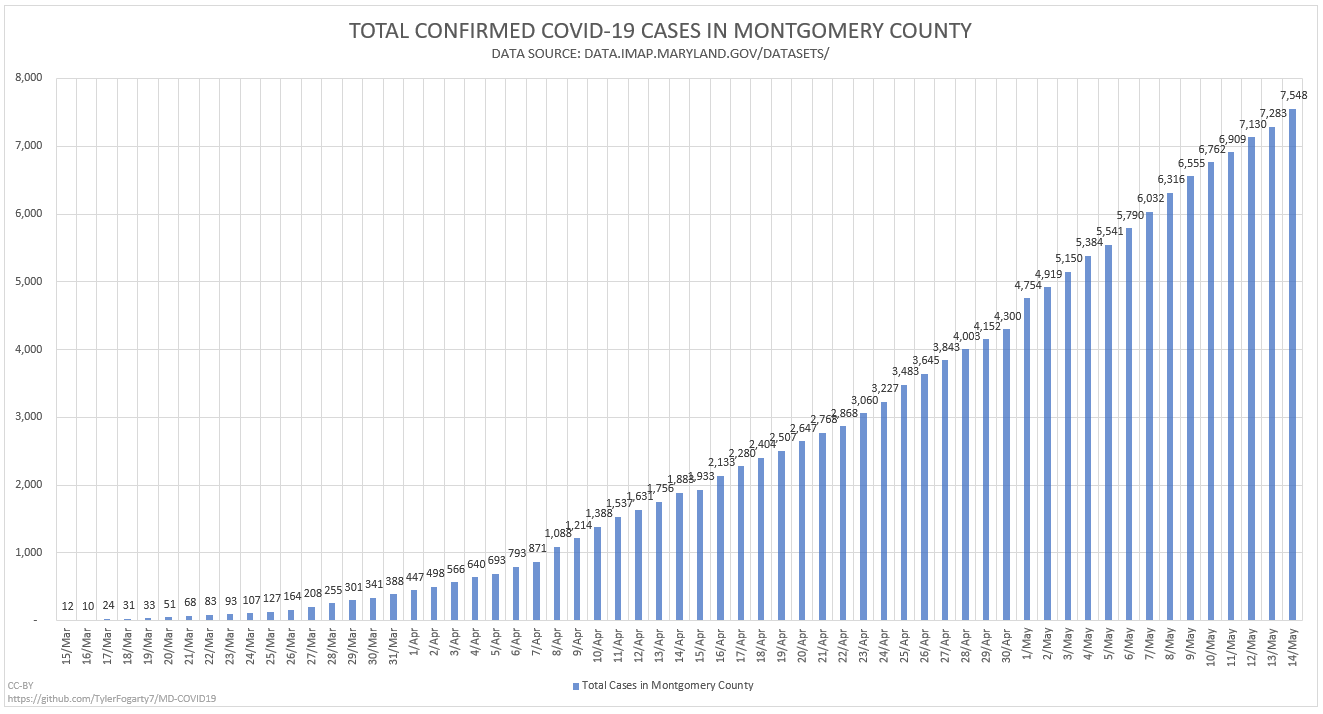 TOTAL CONFIRMED COVID-19 CASES IN MONTGOMERY COUNTY
DATA SOURCE: DATA.IMAP.MARYLAND.GOV/DATASETS/
8,000
7,000
6,000
5,000
4,000
3,000
2,000
1,000
-
12 10 24 31 33 51 68 83 93 107 127 164 208 255 301 341 388 447 498 566 640 693 793 871 1,088 1,214 1,388 1,537 1,631 1,756 1,883 1,933 2,133 2,280 2,404 2,507 2,647 2,768 2,868 3,060 3,227 3,483 3,645 3,843 4,003 4,152 4,300 4,754 4,919 5,150 5,384 5,541 5,790 6,032 6,316 6,555 6,762 6,909 7,130 7,283 7,548
15/Mar 16/Mar 17/Mar 18/Mar 19/Mar 20/Mar 21/Mar 22/Mar 23/Mar 24/Mar 25/Mar 26/Mar 27/Mar 28/Mar 29/Mar 30/Mar 31/Mar 1/Apr 2/Apr 3/Apr 4/Apr 5/Apr 6/Apr 7/Apr 8/Apr 9/Apr 10/Apr 11/Apr 12/Apr 13/Apr 14/Apr 15/Apr 16/Apr 17/Apr 18/Apr 19/Apr 20/Apr 21/Apr 22/Apr 23/Apr 24/Apr 25/Apr 26/Apr 27/Apr 28/Apr 29/Apr 30/Apr 1/May 2/May 3/May 4/May 5/May 6/May 7/May 8/May 9/May 10/May 11/May 12/May 13/May 14/May
Total Cases in Montgomery County
CC-BY
https://github.com/TylerFogarty7/MD-COVID19